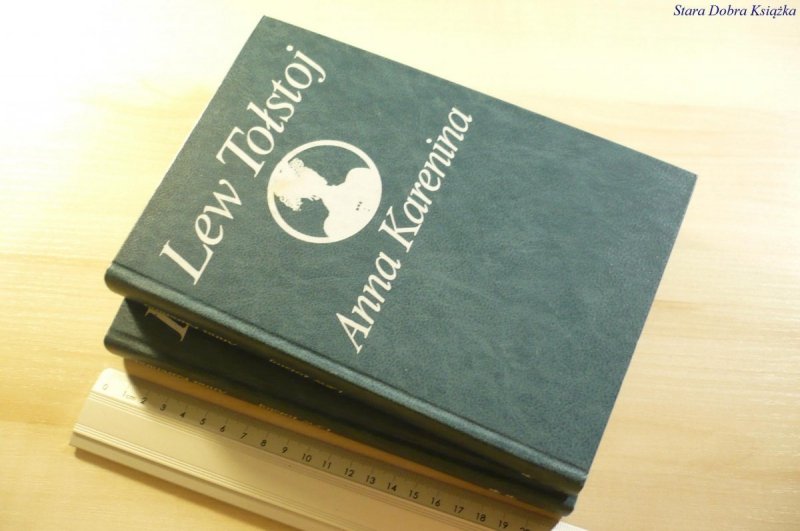 Stara Dobra Książka
Lew Tołstoj
Anna Karenina
0 1cm 2 3 4 5 6 7 8 9 10 11 12 13 14 15 16 17 18 19